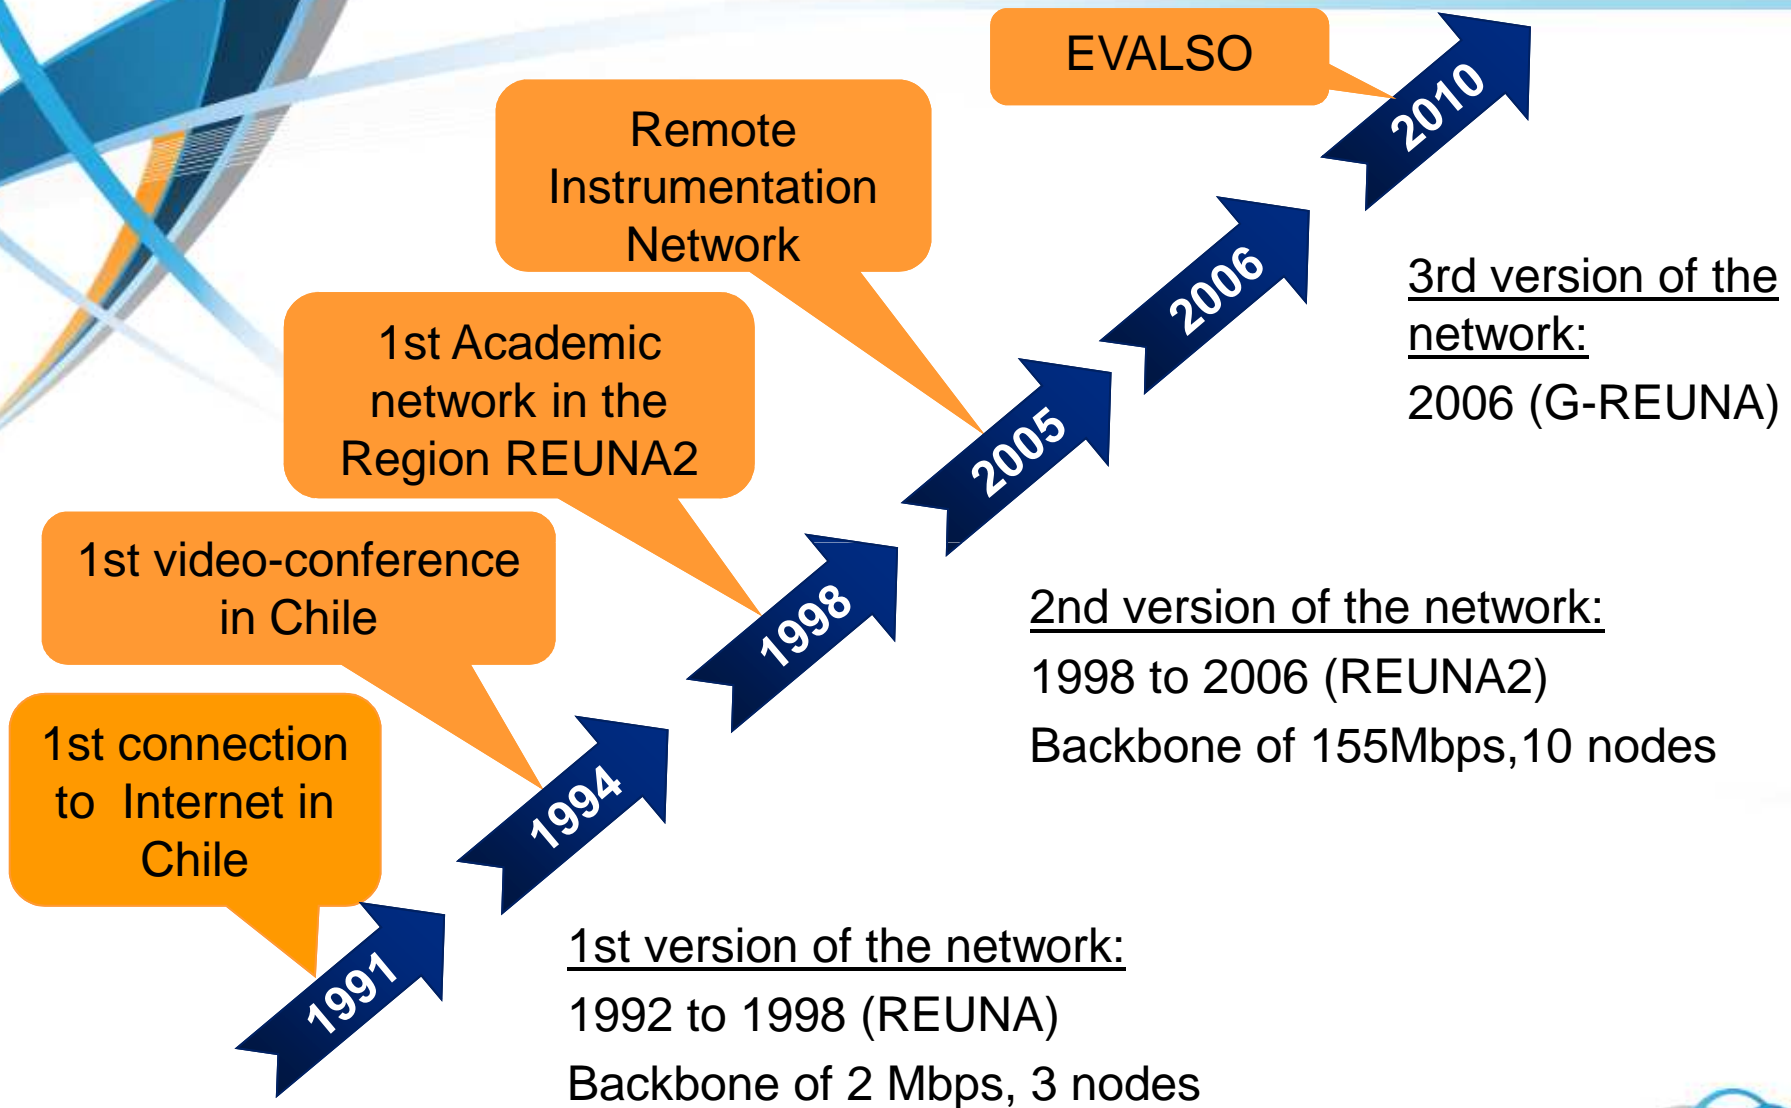 EVALSO
2010
Remote
Instrumentation
Network
2006
3rd version of the
network:
2006 (G-REUNA)
1st Academic
network in the
Region REUNA2
2005
1st video-conference
in Chile
1998
2nd version of the network:
1998 to 2006 (REUNA2)
Backbone of 155Mbps,10 nodes
1st connection
to Internet in
Chile
1994
1991
1st version of the network:
1992 to 1998 (REUNA)
Backbone of 2 Mbps, 3 nodes